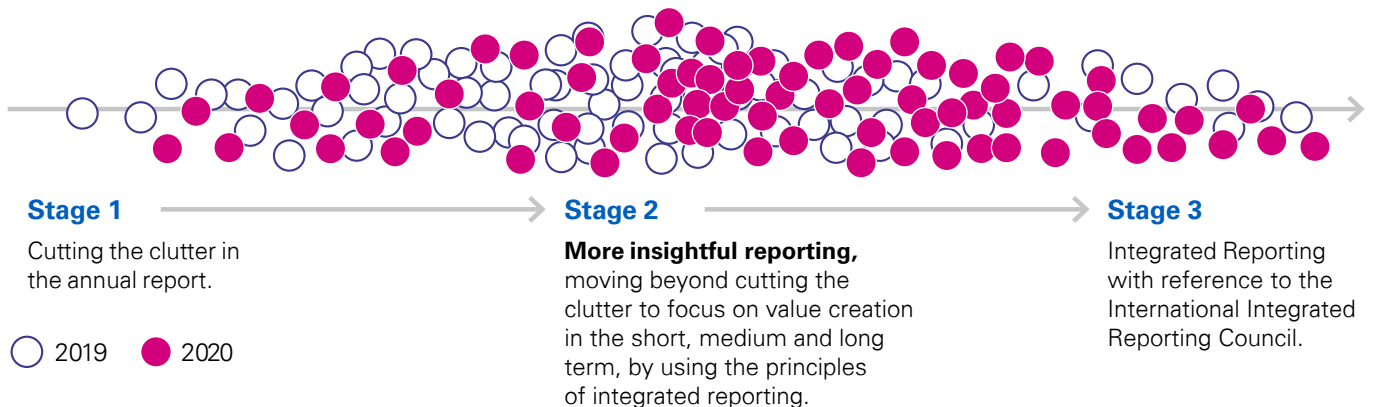 Stage 1
Cutting the clutter in
the annual report.
2019
2020
Stage 2
More insightful reporting,
moving beyond cutting the
clutter to focus on value creation
in the short, medium and long
term, by using the principles
of integrated reporting.
Stage 3
Integrated Reporting
with reference to the
International Integrated
Reporting Council.